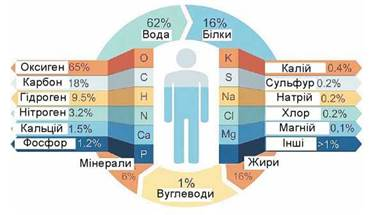 62% 16%
Вода Білки
Оксиген 65% O K Калій 0.4%
Карбон 18% C S Сульфур 0.2%
Гідроген 9.5% H Na Натрій 0.2%
Нітроген 3.2% N Cl Хлор 0.2%
Кальцій 1.5% Ca Mg Магній 0,1%
Фосфор 1.2% P Інші >1%
Мінерали Жири
6% 1% 16%
Вуглеводи